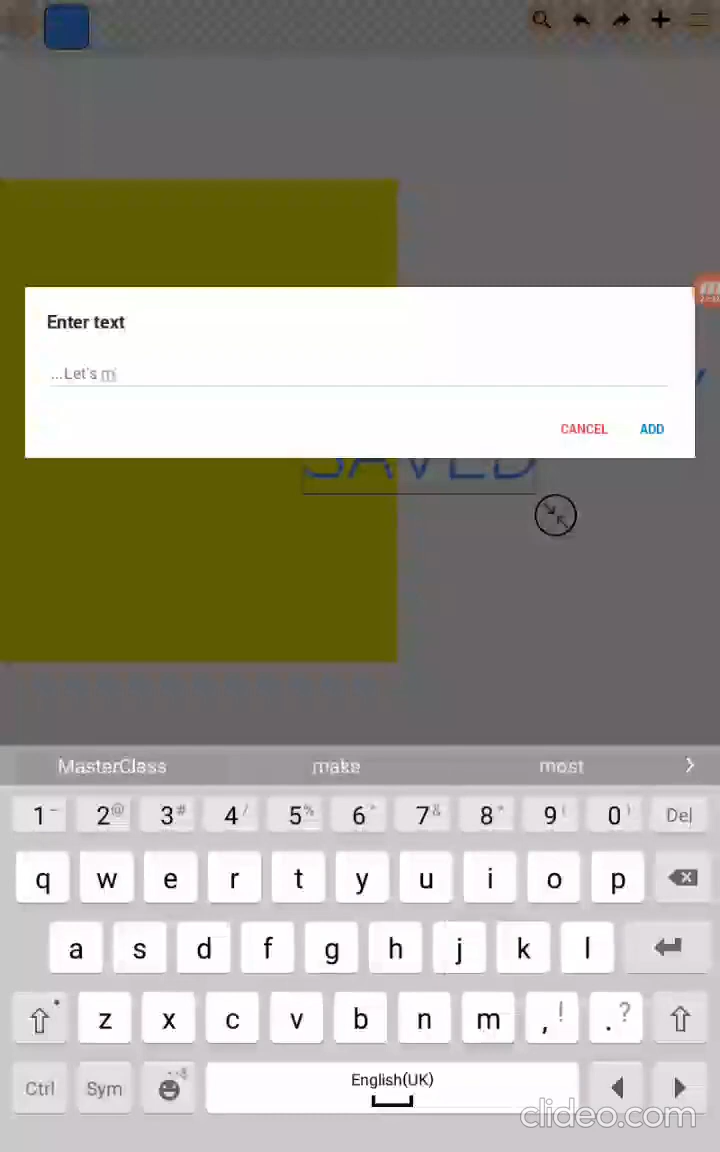 Enter text
...Let's m
CANCEL ADD
SAVED
MasterClass make most
1 - 2 @ 3 # 4 / 5 % 6 ^ 7 & 8 * 9 ( 0 ) Del
q w e r t y u i o p
a s d f g h j k l
z x c v b n m , ! . ?
Ctrl Sym English(UK)
clideo.com